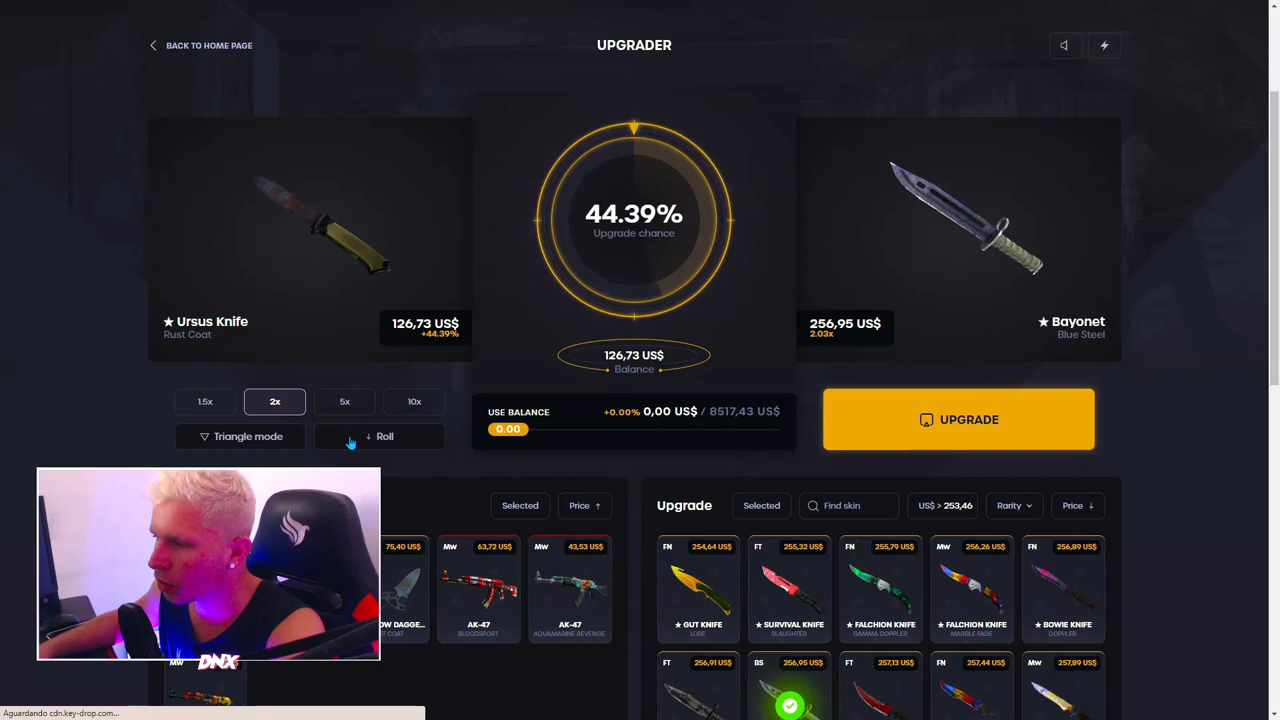 BACK TO HOME PAGE
UPGRADER
44.39%
Upgrade chance
★ Ursus Knife
Rust Coat
126,73 US$
+44.39%
256,95 US$
2.03x
★ Bayonet
Blue Steel
126,73 US$
Balance
1.5x
2x
5x
10x
Triangle mode
↓ Roll
USE BALANCE
+0.00% 0,00 US$ / 8517,43 US$
0.00
UPGRADE
Selected
Price ↑
Upgrade
Selected
Find skin
US$ > 253,46
Rarity
Price ↓
75,40 US$
MW 63,72 US$
AK-47
BLOODSPORT
MW 43,53 US$
AK-47
AQUAMARINE REVENGE
FN 254,64 US$
★ GUT KNIFE
LORE
FT 255,32 US$
★ SURVIVAL KNIFE
SLAUGHTER
FN 255,79 US$
★ FALCHION KNIFE
GAMMA DOPPLER
MW 256,26 US$
★ FALCHION KNIFE
MARBLE FADE
FN 256,89 US$
★ BOWIE KNIFE
DOPPLER
MW
DNX
FT 256,91 US$
BS 256,95 US$
FT 257,13 US$
FN 257,44 US$
MW 257,89 US$
Aguardando cdn.key-drop.com...